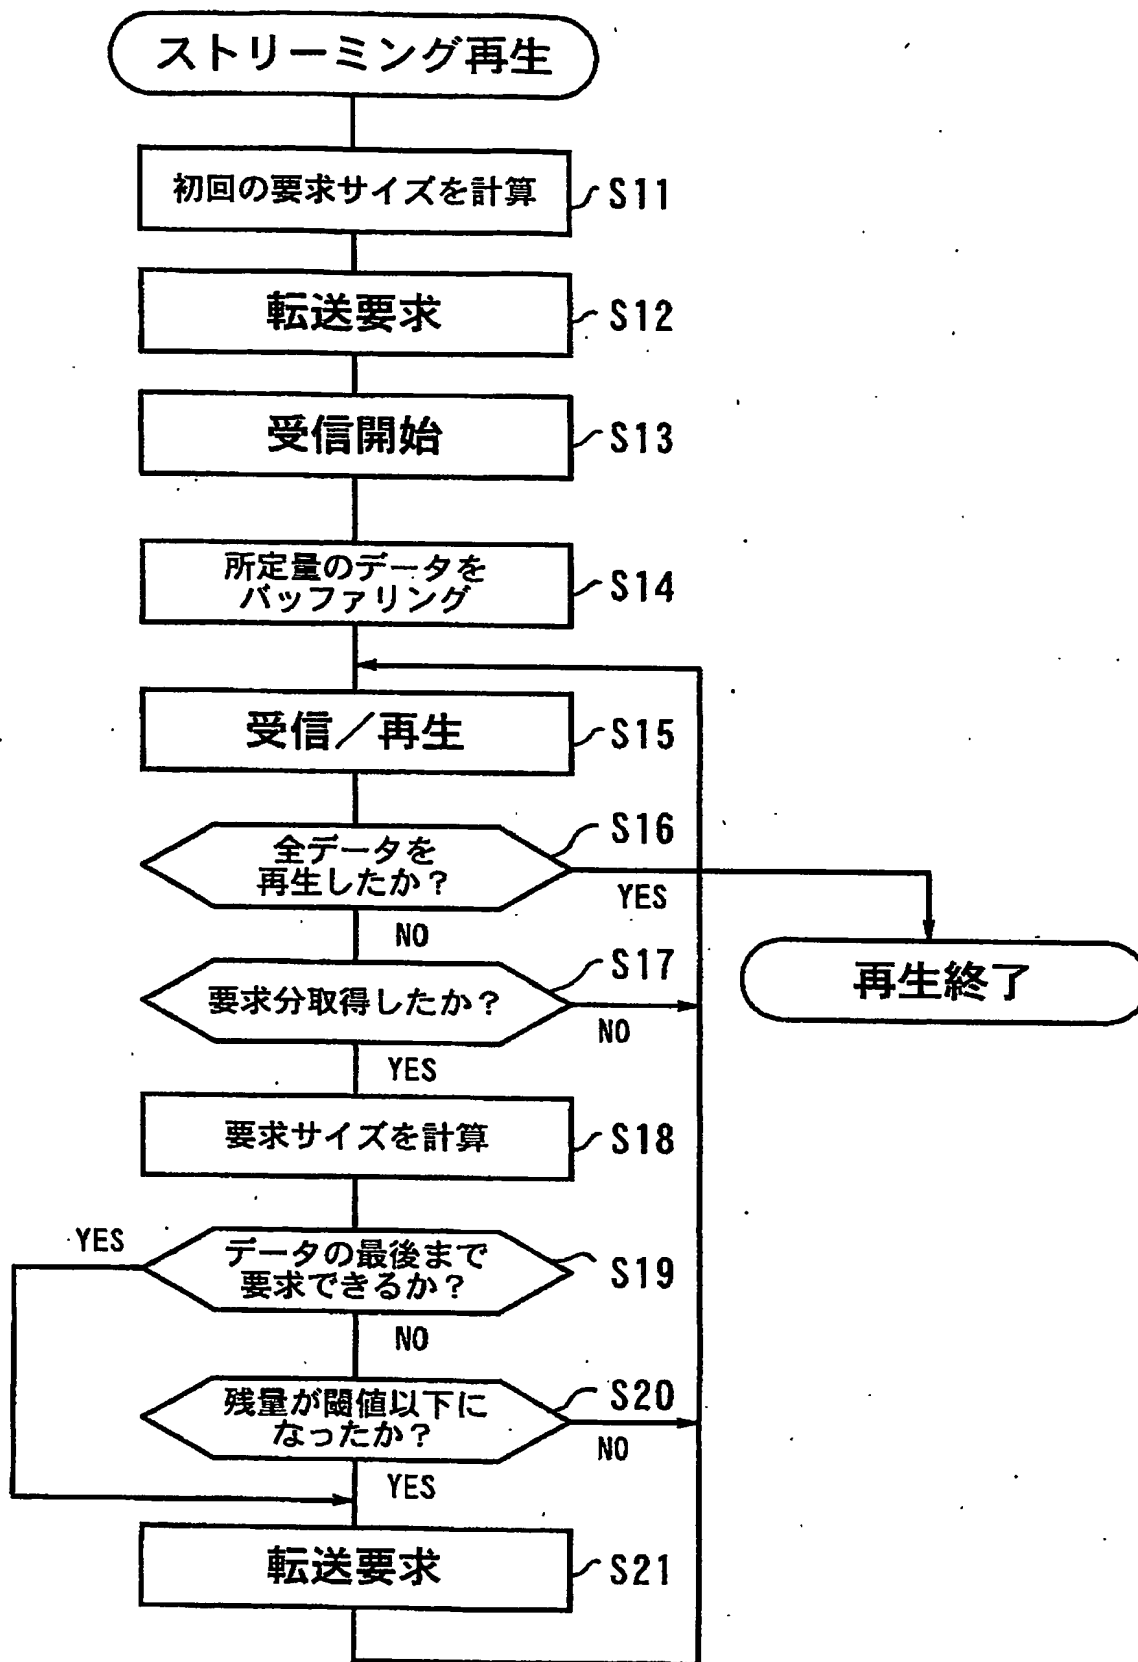 ストリーミング再生
初回の要求サイズを計算
S11
転送要求
S12
受信開始
S13
所定量のデータを
バッファリング
S14
受信／再生
S15
全データを
再生したか？
S16
YES
NO
再生終了
要求分取得したか？
S17
NO
YES
要求サイズを計算
S18
データの最後まで
要求できるか？
S19
YES
NO
残量が閾値以下に
なったか？
S20
NO
YES
転送要求
S21